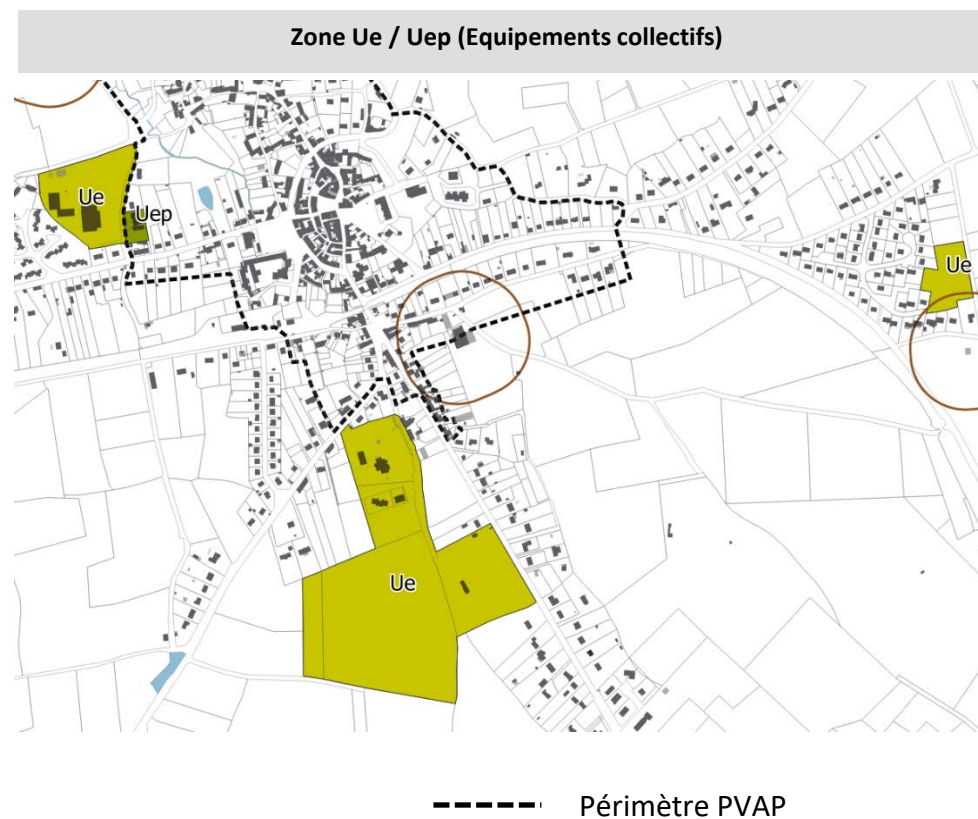 Zone Ue / Uep (Equipements collectifs)
Ue
Uep
Ue
Ue
Périmètre PVAP